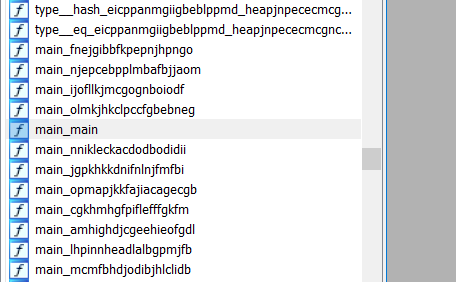 type__hash_eicppanmgiigbeblppmd_heapjnpececmcg...
type__eq_eicppanmgiigbeblppmd_heapjnpececmcgnc...
main_fnejgibbfkpepnjhpngo
main_njepcebpplmbafbjjaom
main_ijofllkjmcgognboiodf
main_olmkjhkclpccfgbebneg
main_main
main_nnikleckacdodbodidii
main_jgpkhkkdnifnlnjfmfbi
main_opmapjkkfajiacagecgb
main_cgkhmhgfpiflefffgkfm
main_amhighdjcgeehieofgdl
main_lhpinnheadlalbgpmjfb
main_mcmfbhdjodibjhlclidb